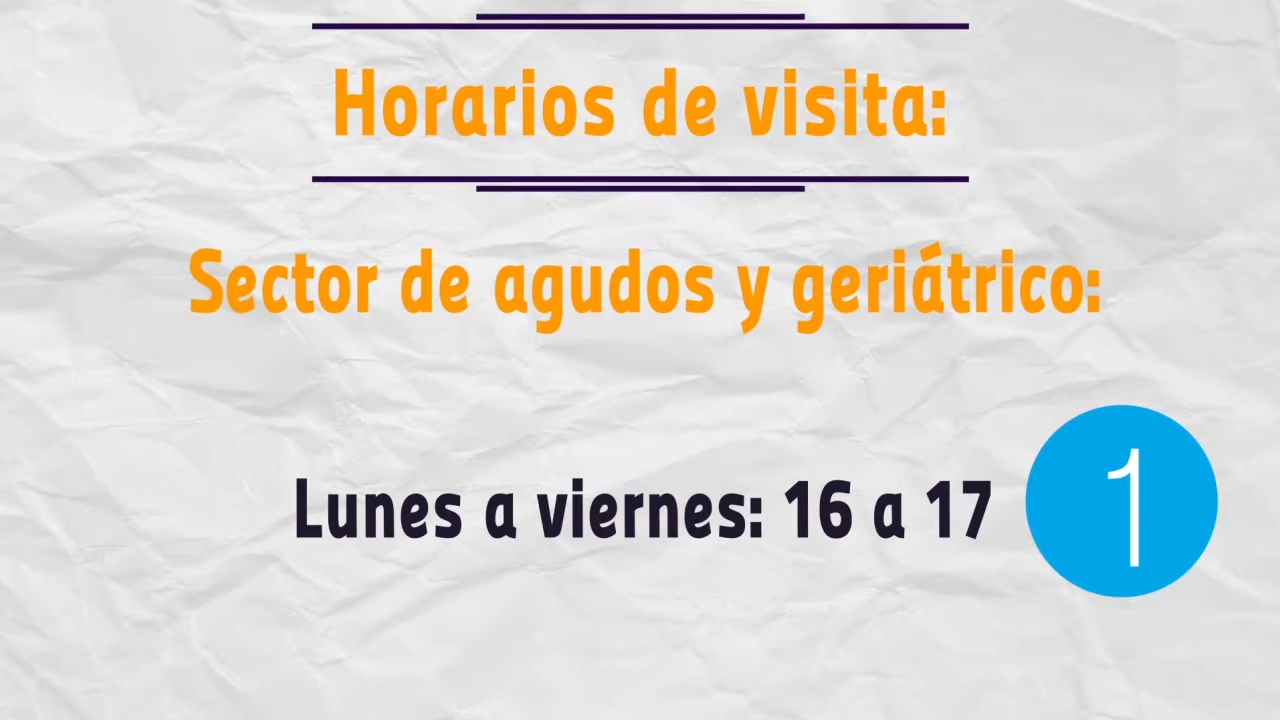 Horarios de visita:
Sector de agudos y geriátrico:
Lunes a viernes: 16 a 17
1